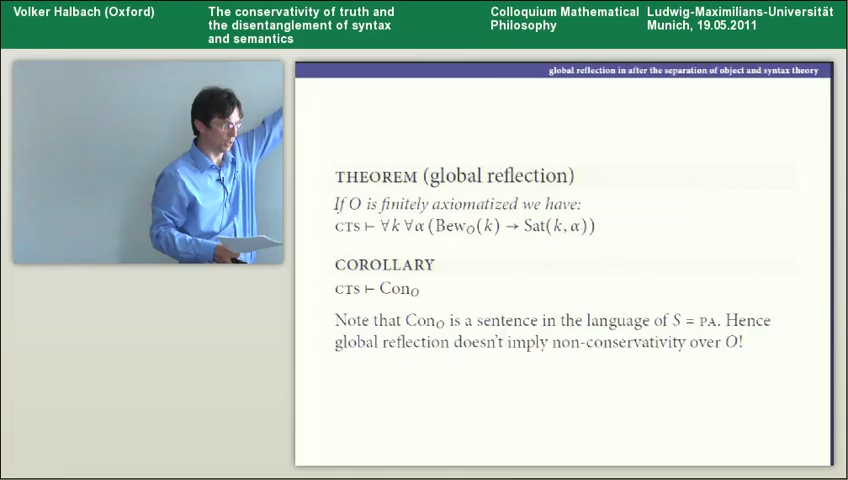 Volker Halbach (Oxford)
The conservativity of truth and
the disentanglement of syntax
and semantics
Colloquium Mathematical
Philosophy
Ludwig-Maximilians-Universität
Munich, 19.05.2011
global reflection in after the separation of object and syntax theory
THEOREM (global reflection)
If O is finitely axiomatized we have:
CTS ⊢ ∀k ∀α (Bew_O(k) → Sat(k, α))
COROLLARY
CTS ⊢ Con_O
Note that Con_O is a sentence in the language of S = PA. Hence
global reflection doesn't imply non-conservativity over O!